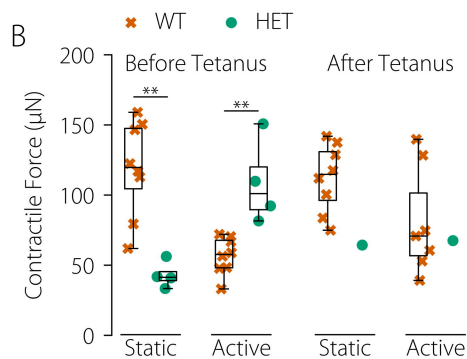 B
WT HET
Before Tetanus After Tetanus
** **
Contractile Force (µN)
200
150
100
50
0
Static Active Static Active